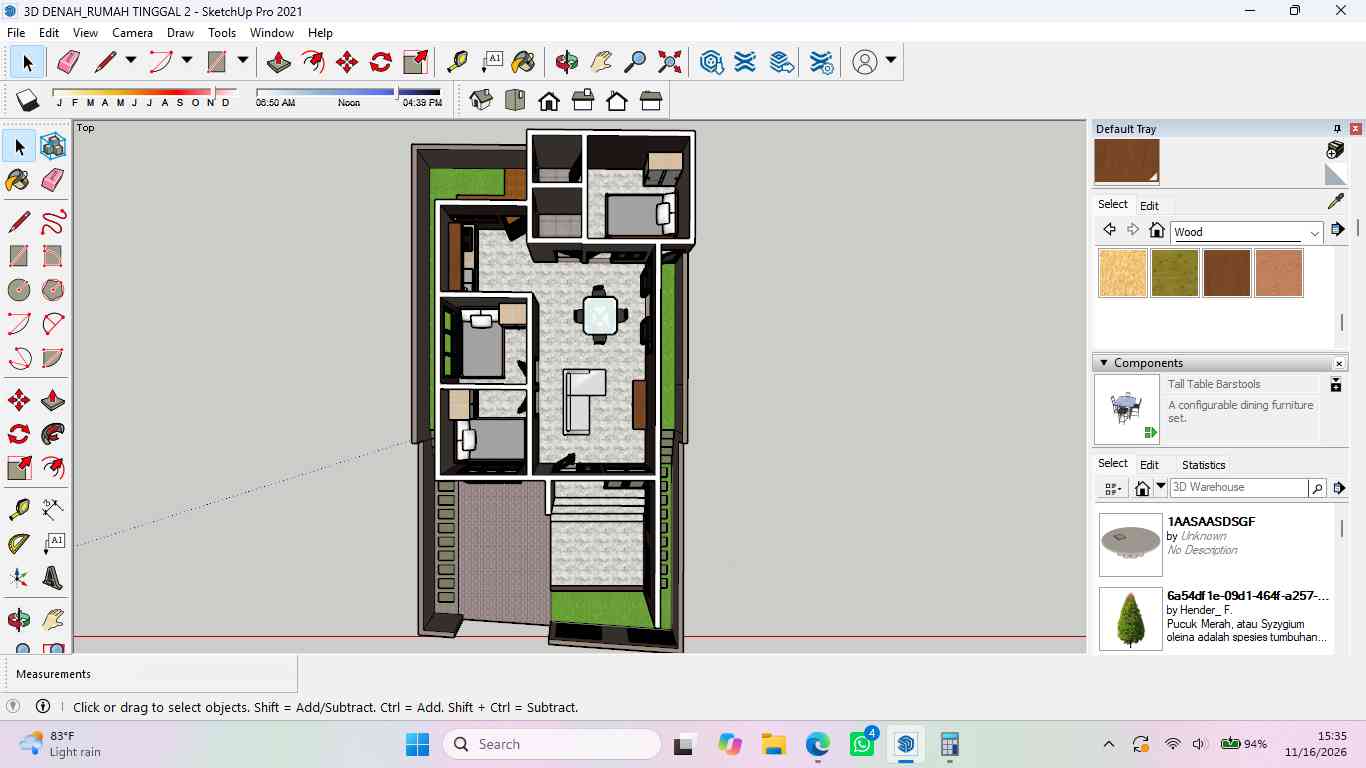 3D DENAH_RUMAH TINGGAL 2 - SketchUp Pro 2021
File Edit View Camera Draw Tools Window Help
A1
J F M A M J J A S O N D
06:50 AM Noon 04:39 PM
Top
Default Tray
Select Edit
Wood
Components
Tall Table Barstools
A configurable dining furniture
set.
Select Edit Statistics
3D Warehouse
1AASAASDSGF
by Unknown
No Description
A1
6a54df1e-09d1-464f-a257-...
by Hender_ F.
Pucuk Merah, atau Syzygium
oleina adalah spesies tumbuhan...
Measurements
Click or drag to select objects. Shift = Add/Subtract. Ctrl = Add. Shift + Ctrl = Subtract.
83°F
Light rain
Search
4
94%
15:35
11/16/2026